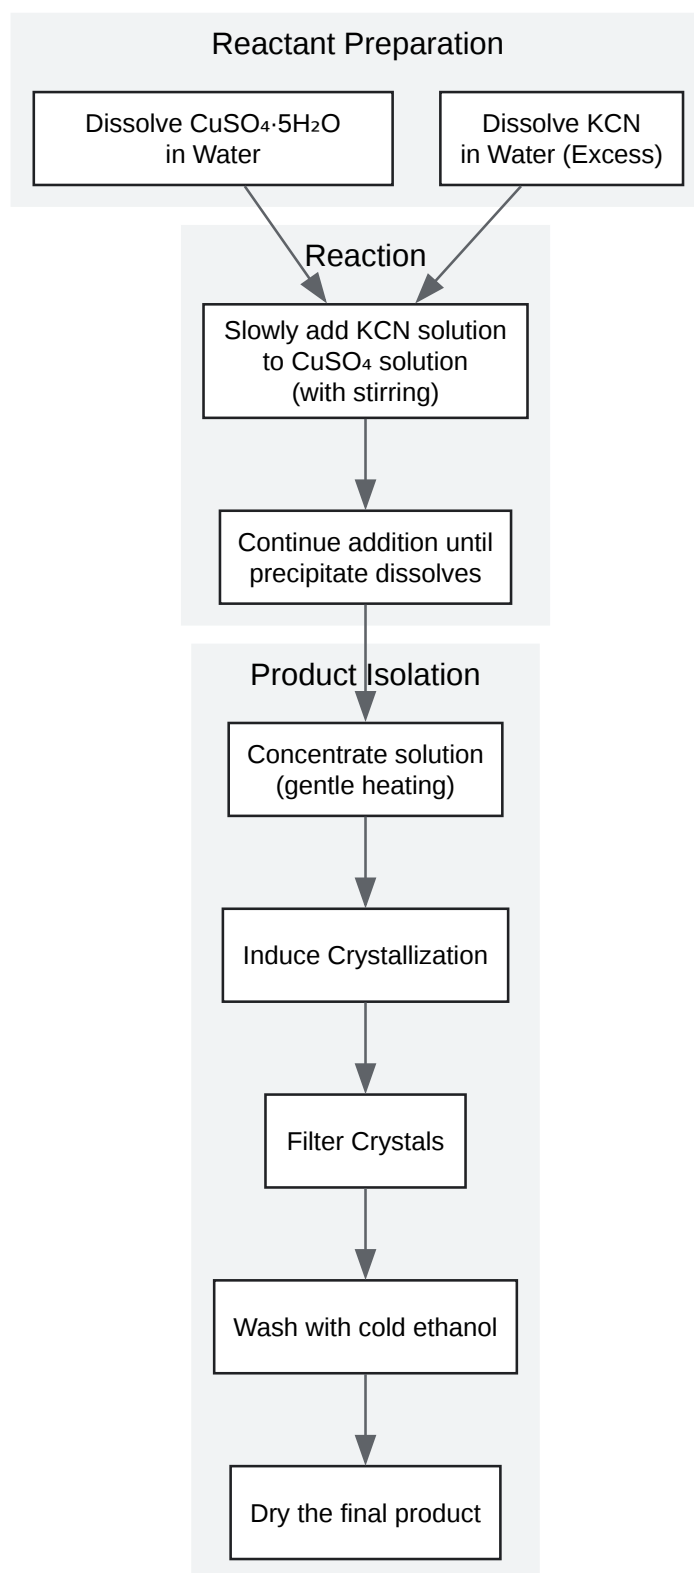 Reactant Preparation
Dissolve CuSO₄·5H₂O
in Water
Dissolve KCN
in Water (Excess)
Reaction
Slowly add KCN solution
to CuSO₄ solution
(with stirring)
Continue addition until
precipitate dissolves
Product Isolation
Concentrate solution
(gentle heating)
Induce Crystallization
Filter Crystals
Wash with cold ethanol
Dry the final product